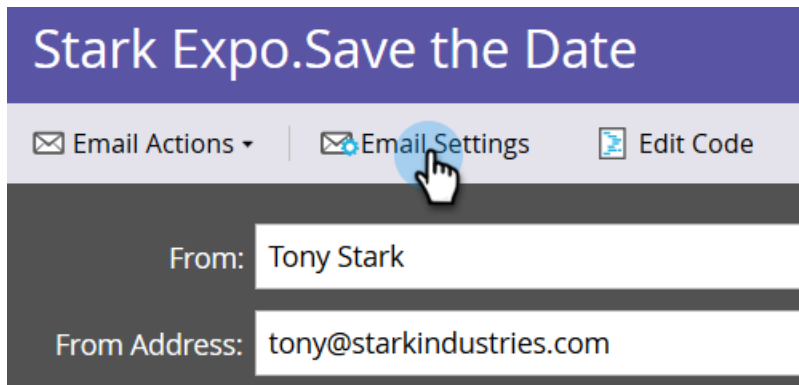 Stark Expo.Save the Date
Email Actions Email Settings Edit Code
From: Tony Stark
From Address: tony@starkindustries.com